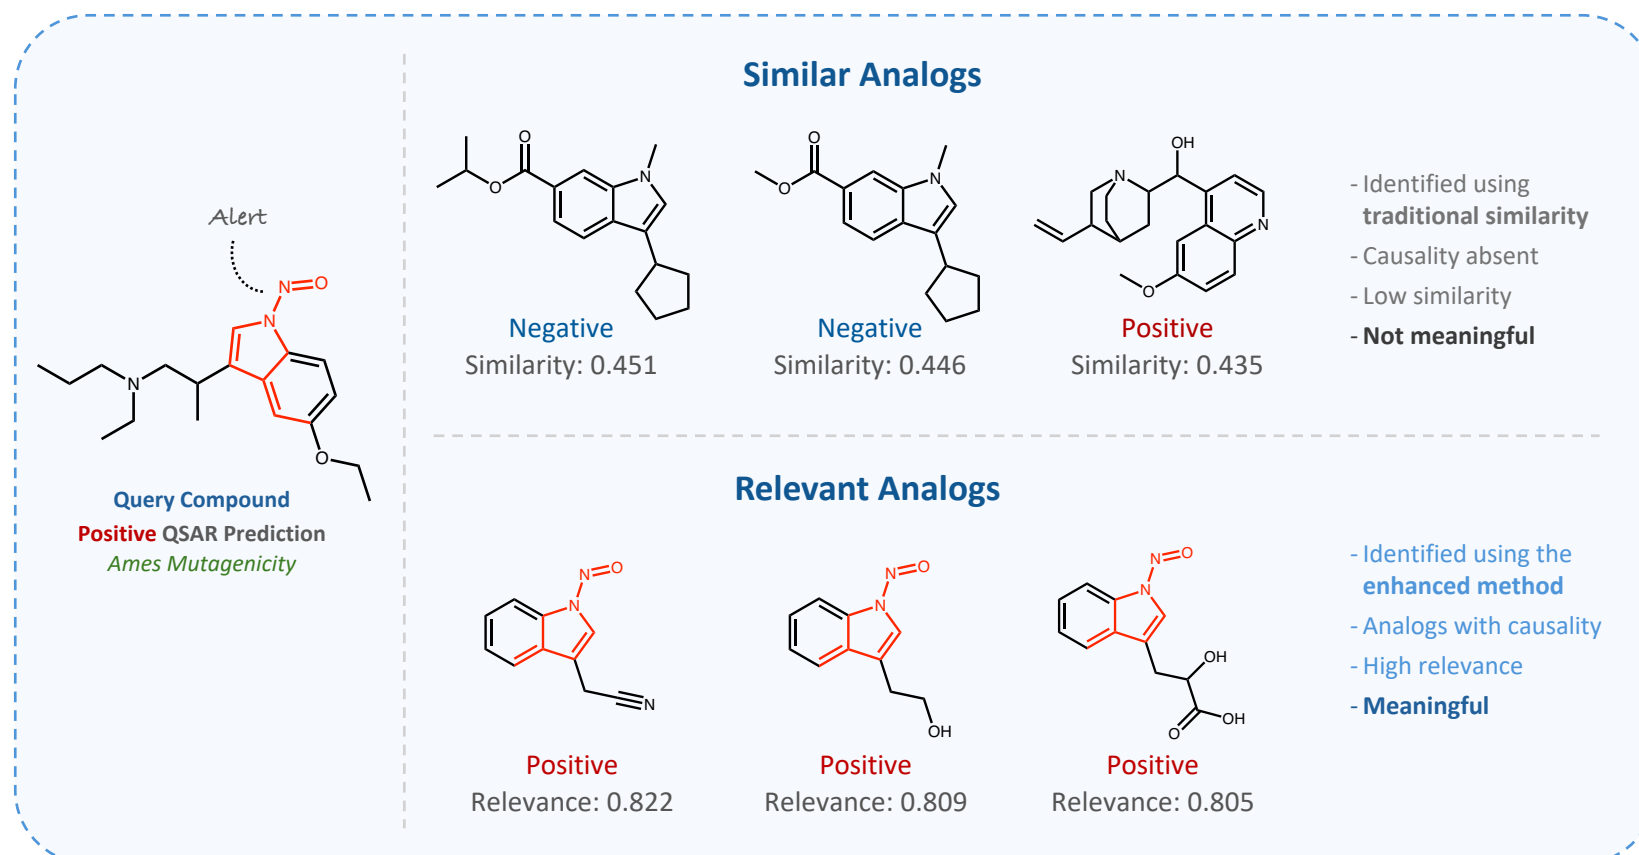 Similar Analogs
Alert
N
O
Query Compound
Positive QSAR Prediction
Ames Mutagenicity
O
O
N
Negative
Similarity: 0.451
O
O
N
Negative
Similarity: 0.446
OH
N
N
O
Positive
Similarity: 0.435
- Identified using
traditional similarity
- Causality absent
- Low similarity
- Not meaningful
N
O
N
N
O
Relevant Analogs
N
O
N
N
Positive
Relevance: 0.822
N
O
N
OH
Positive
Relevance: 0.809
N
O
N
OH
OH
O
Positive
Relevance: 0.805
- Identified using the
enhanced method
- Analogs with causality
- High relevance
- Meaningful